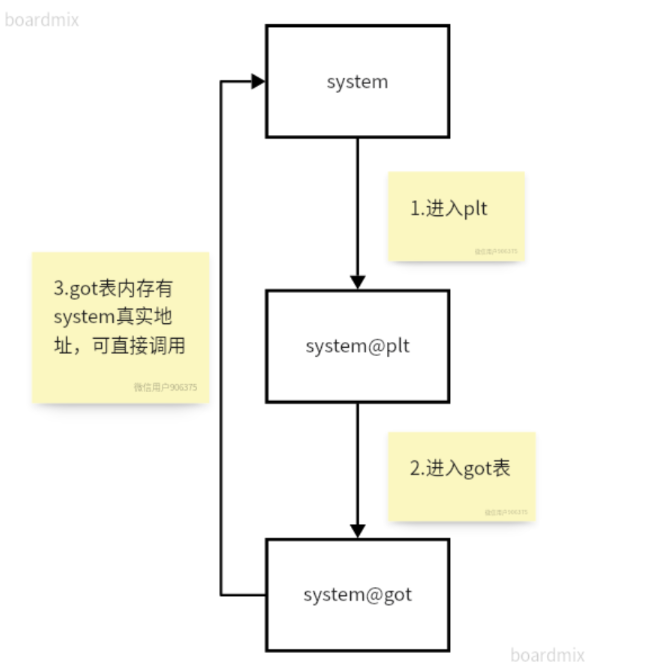 boardmix
system
1.进入plt
微信用户906375
3.got表内存有
system真实地
址，可直接调用
微信用户906375
system@plt
2.进入got表
微信用户906375
system@got
boardmix